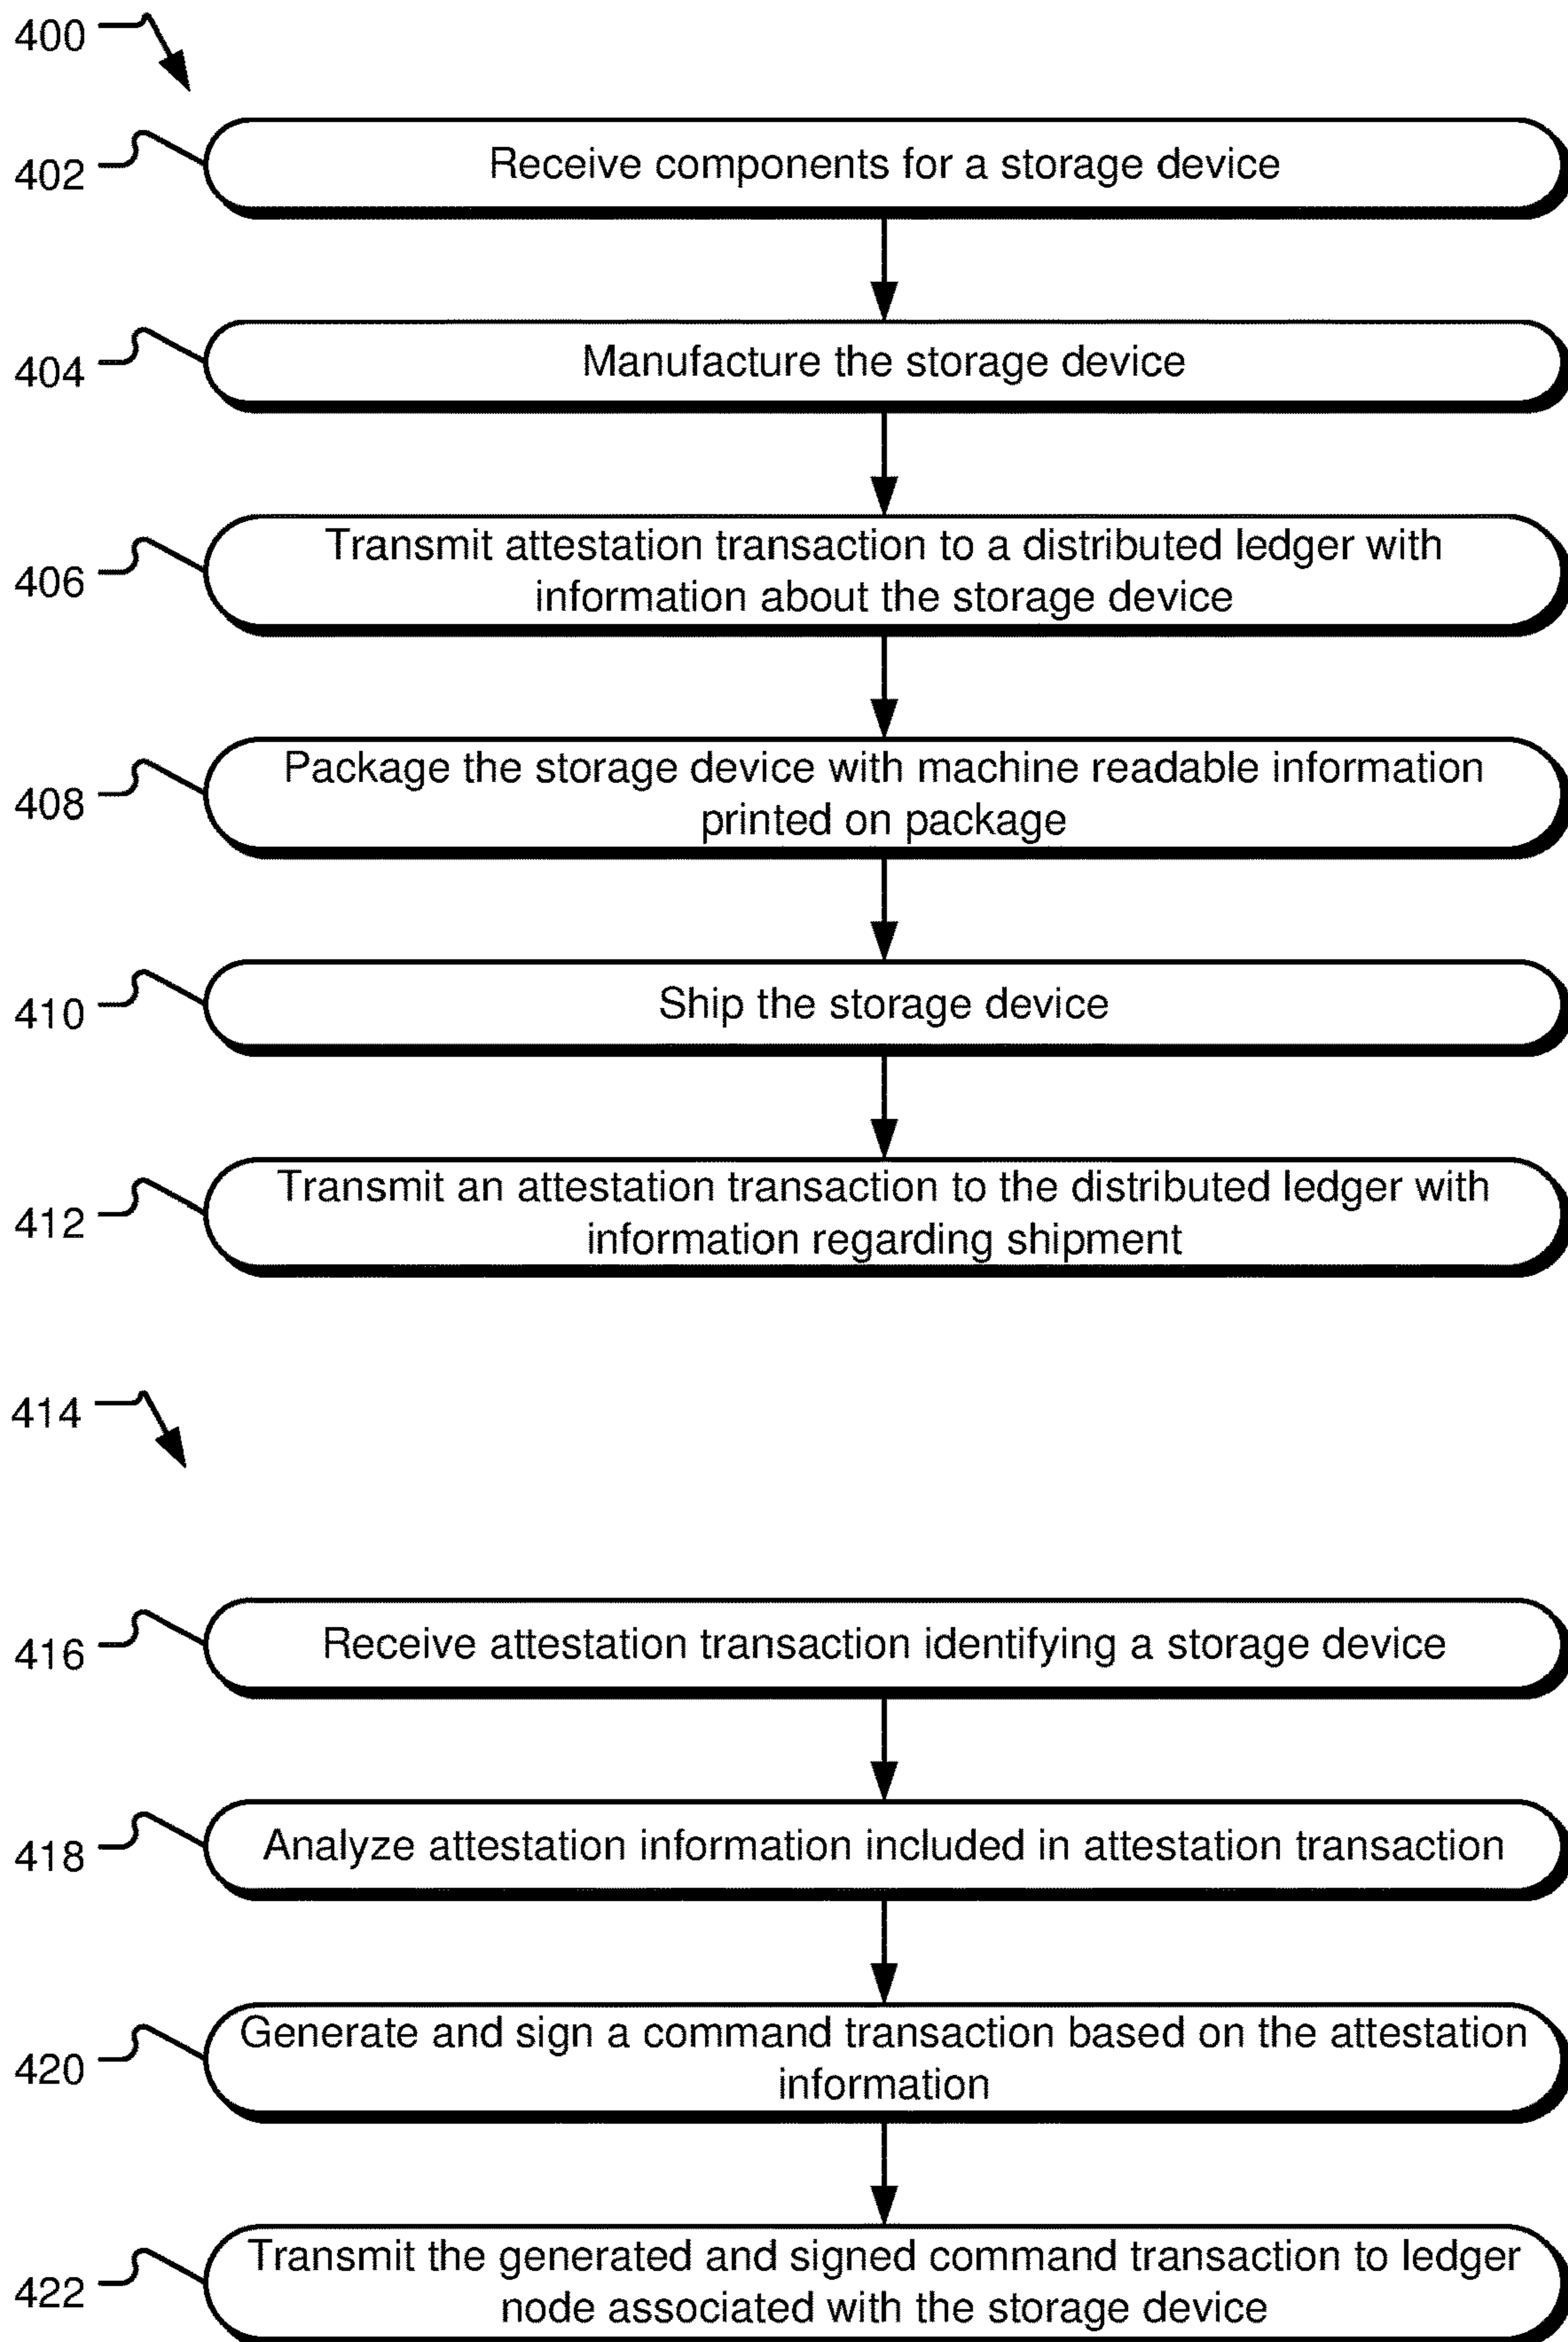 400
402
Receive components for a storage device
404
Manufacture the storage device
406
Transmit attestation transaction to a distributed ledger with
information about the storage device
408
Package the storage device with machine readable information
printed on package
410
Ship the storage device
412
Transmit an attestation transaction to the distributed ledger with
information regarding shipment
414
416
Receive attestation transaction identifying a storage device
418
Analyze attestation information included in attestation transaction
420
Generate and sign a command transaction based on the attestation
information
422
Transmit the generated and signed command transaction to ledger
node associated with the storage device